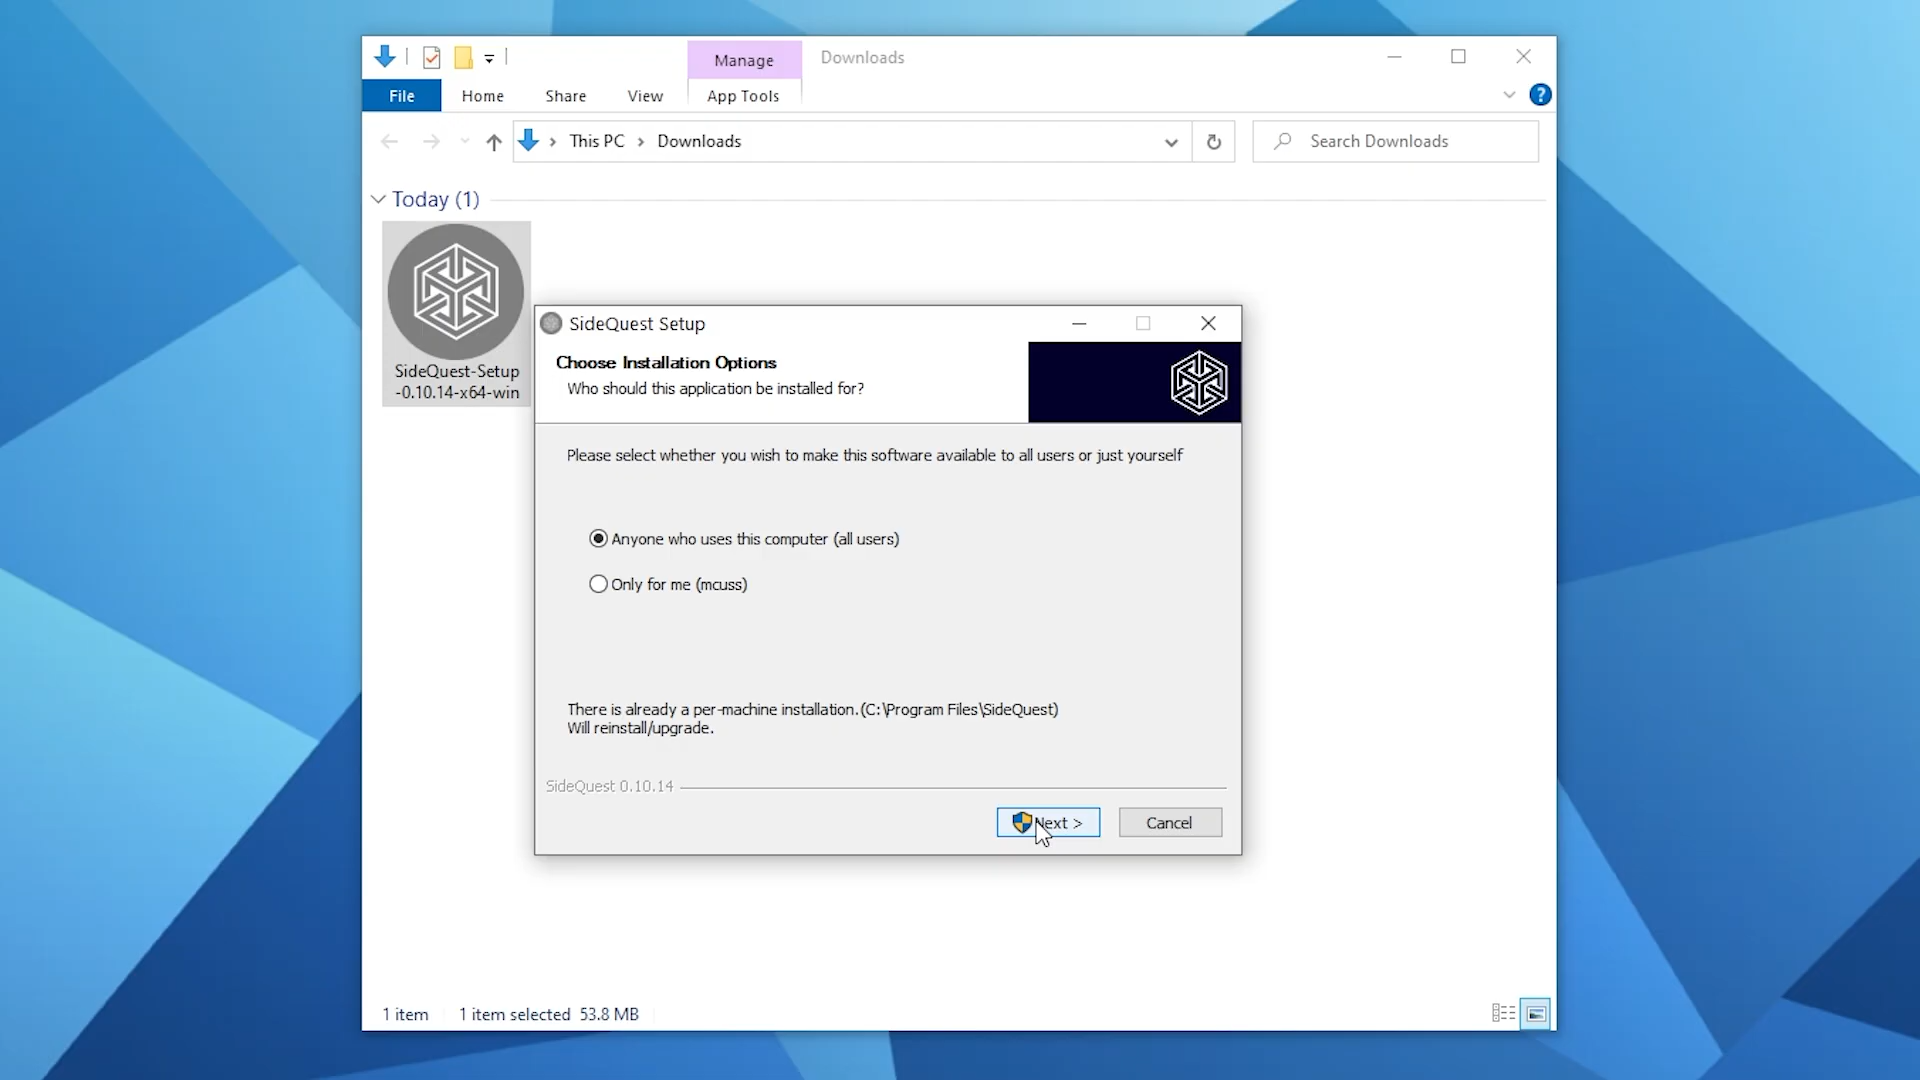 Manage
Downloads
File
Home
Share
View
App Tools
This PC
Downloads
Search Downloads
Today (1)
SideQuest-Setup
-0.10.14-x64-win
SideQuest Setup
Choose Installation Options
Who should this application be installed for?
Please select whether you wish to make this software available to all users or just yourself
Anyone who uses this computer (all users)
Only for me (mcuss)
There is already a per-machine installation.(C:\Program Files\SideQuest)
Will reinstall/upgrade.
SideQuest 0.10.14
Next >
Cancel
1 item
1 item selected 53.8 MB